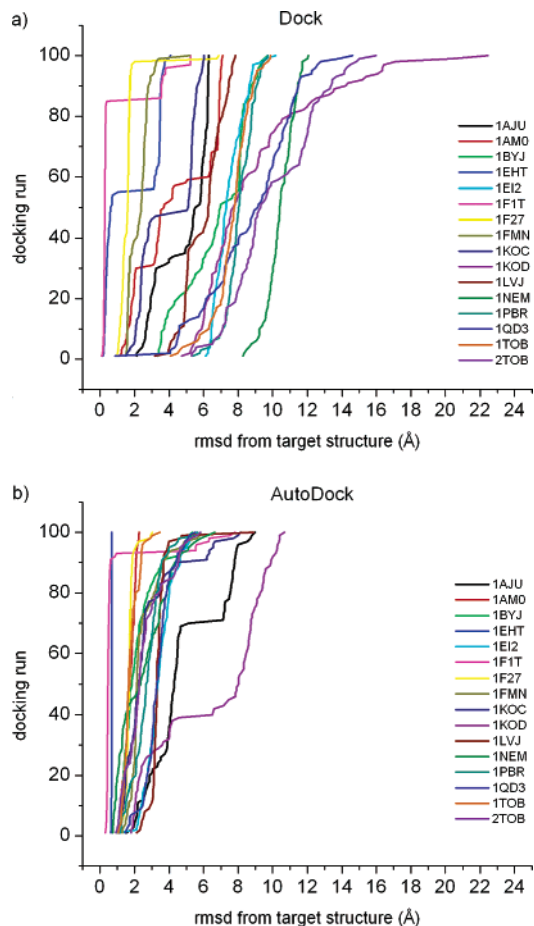 a)
Dock
100
80
60
40
20
0
docking run
0 2 4 6 8 10 12 14 16 18 20 22 24
rmsd from target structure (Å)
1AJU
1AM0
1BYJ
1EHT
1EI2
1F1T
1F27
1FMN
1KOC
1KOD
1LVJ
1NEM
1PBR
1QD3
1TOB
2TOB
b)
AutoDock
100
80
60
40
20
0
docking run
0 2 4 6 8 10 12 14 16 18 20 22 24
rmsd from target structure (Å)
1AJU
1AM0
1BYJ
1EHT
1EI2
1F1T
1F27
1FMN
1KOC
1KOD
1LVJ
1NEM
1PBR
1QD3
1TOB
2TOB